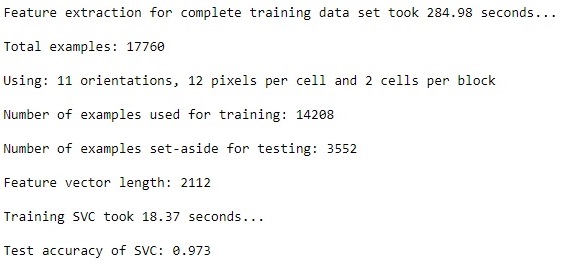 Feature extraction for complete training data set took 284.98 seconds...
Total examples: 17760
Using: 11 orientations, 12 pixels per cell and 2 cells per block
Number of examples used for training: 14208
Number of examples set-aside for testing: 3552
Feature vector length: 2112
Training SVC took 18.37 seconds...
Test accuracy of SVC: 0.973